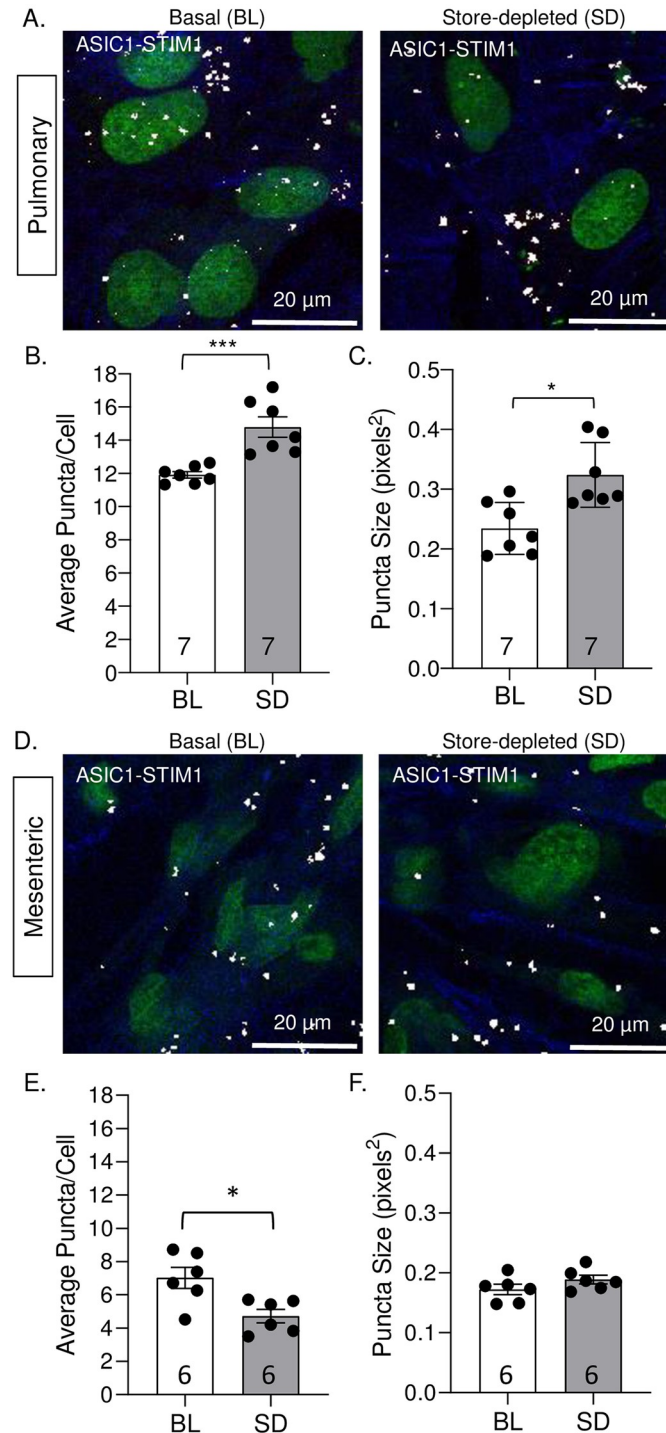 A.
Basal (BL)
Store-depleted (SD)
Pulmonary
ASIC1-STIM1
ASIC1-STIM1
20 µm
20 µm
B.
***
Average Puncta/Cell
18
16
14
12
10
8
6
4
2
0
7
7
BL
SD
C.
*
Puncta Size (pixels²)
0.5
0.4
0.3
0.2
0.1
0.0
7
7
BL
SD
D.
Basal (BL)
Store-depleted (SD)
Mesenteric
ASIC1-STIM1
ASIC1-STIM1
20 µm
20 µm
E.
*
Average Puncta/Cell
18
16
14
12
10
8
6
4
2
0
6
6
BL
SD
F.
Puncta Size (pixels²)
0.5
0.4
0.3
0.2
0.1
0.0
6
6
BL
SD